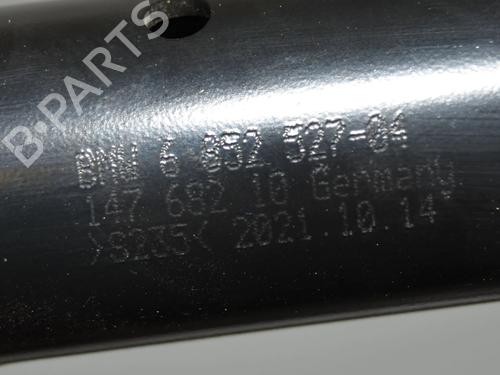 B-PARTS
BMW 6 882 527-04
147 682 10 Germany
>S235< 2021.10.14